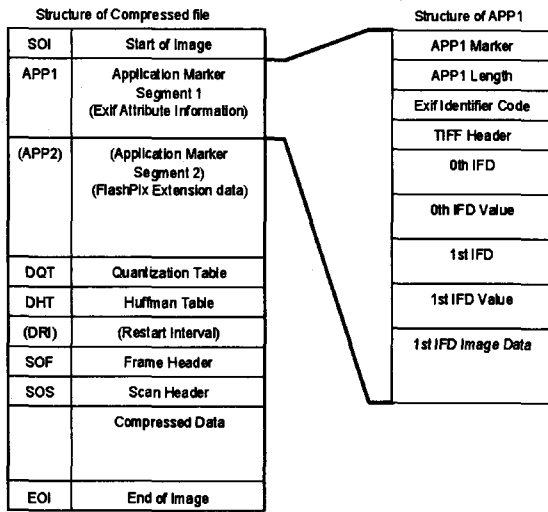 Structure of Compressed file
SOI Start of Image
APP1 Application Marker
Segment 1
(Exif Attribute Information)
(APP2) (Application Marker
Segment 2)
(FlashPix Extension data)
DQT Quantization Table
DHT Huffman Table
(DRI) (Restart Interval)
SOF Frame Header
SOS Scan Header
Compressed Data
EOI End of Image
Structure of APP1
APP1 Marker
APP1 Length
Exif Identifier Code
TIFF Header
0th IFD
0th IFD Value
1st IFD
1st IFD Value
1st IFD Image Data